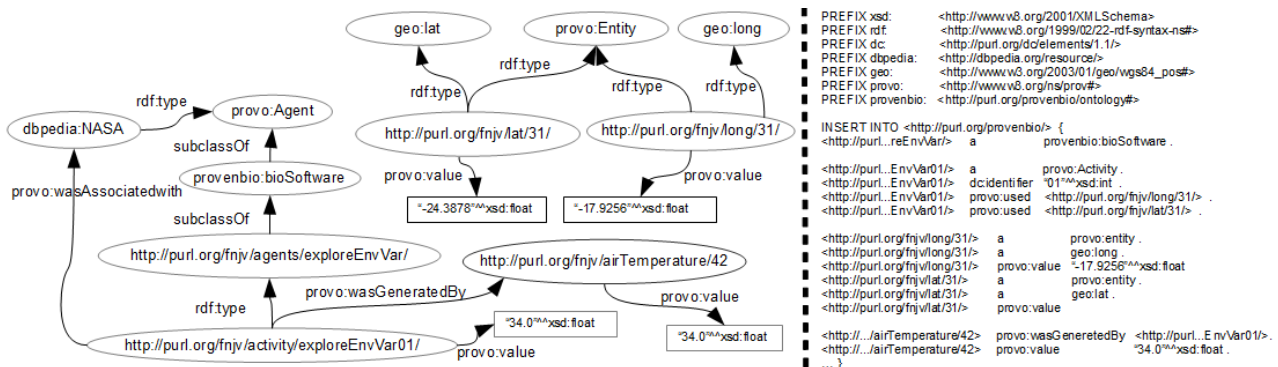 geo:lat
provo:Entity
geo:long
rdf:type
rdf:type
rdf:type
rdf:type
provo:Agent
dbpedia:NASA
http://purl.org/fnjv/lat/31/
http://purl.org/fnjv/long/31/
subclassOf
provenbio:bioSoftware
provo:wasAssociatedwith
provo:value
provo:value
"-24.3878"^^xsd:float
"-17.9256"^^xsd:float
subclassOf
http://purl.org/fnjv/agents/exploreEnvVar/
http://purl.org/fnjv/airTemperature/42
provo:wasGeneratedBy
rdf:type
provo:value
"34.0"^^xsd:float
"34.0"^^xsd:float
http://purl.org/fnjv/activity/exploreEnvVar01/
provo:value
PREFIX xsd: <http://www.w3.org/2001/XMLSchema>
PREFIX rdf: <http://www.w3.org/1999/02/22-rdf-syntax-ns#>
PREFIX dc: <http://purl.org/dc/elements/1.1/>
PREFIX dbpedia: <http://dbpedia.org/resource/>
PREFIX geo: <http://www.w3.org/2003/01/geo/wgs84_pos#>
PREFIX provo: <http://www.w3.org/ns/prov#>
PREFIX provenbio: <http://purl.org/provenbio/ontology#>
INSERT INTO <http://purl.org/provenbio/> {
<http://purl...reEnvVar/> a provenbio:bioSoftware .
<http://purl...EnvVar01/> a provo:Activity .
<http://purl...EnvVar01/> dc:identifier "01"^^xsd:int .
<http://purl...EnvVar01/> provo:used <http://purl.org/fnjv/long/31/> .
<http://purl...EnvVar01/> provo:used <http://purl.org/fnjv/lat/31/> .
<http://purl.org/fnjv/long/31/> a provo:entity .
<http://purl.org/fnjv/long/31/> a geo:long .
<http://purl.org/fnjv/long/31/> provo:value "-17.9256"^^xsd:float
<http://purl.org/fnjv/lat/31/> a provo:entity .
<http://purl.org/fnjv/lat/31/> a geo:lat .
<http://purl.org/fnjv/lat/31/> provo:value
<http://.../airTemperature/42> provo:wasGeneretedBy <http://purl...EnvVar01/>.
<http://.../airTemperature/42> provo:value "34.0"^^xsd:float .
... }